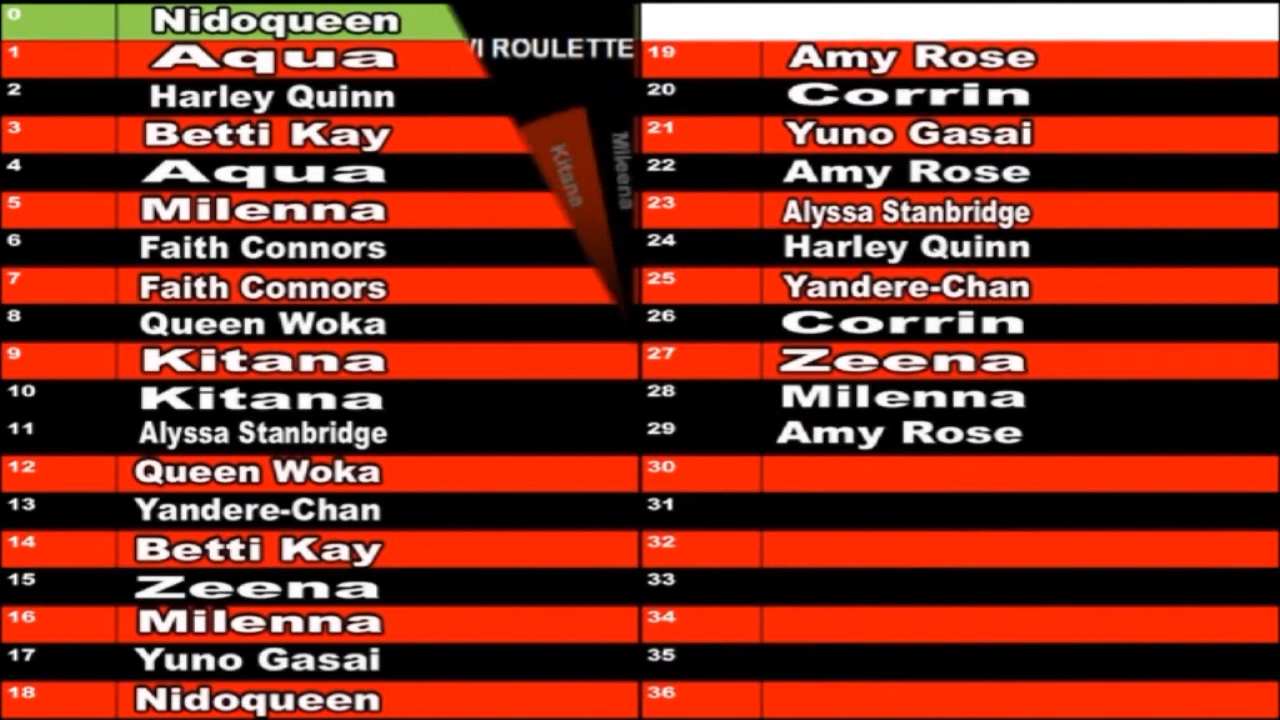 0 Nidoqueen
1 Aqua
2 Harley Quinn
3 Betti Kay
4 Aqua
5 Milenna
6 Faith Connors
7 Faith Connors
8 Queen Woka
9 Kitana
10 Kitana
11 Alyssa Stanbridge
12 Queen Woka
13 Yandere-Chan
14 Betti Kay
15 Zeena
16 Milenna
17 Yuno Gasai
18 Nidoqueen
VI ROULETTE
Kitana
Mileena
19 Amy Rose
20 Corrin
21 Yuno Gasai
22 Amy Rose
23 Alyssa Stanbridge
24 Harley Quinn
25 Yandere-Chan
26 Corrin
27 Zeena
28 Milenna
29 Amy Rose
30
31
32
33
34
35
36